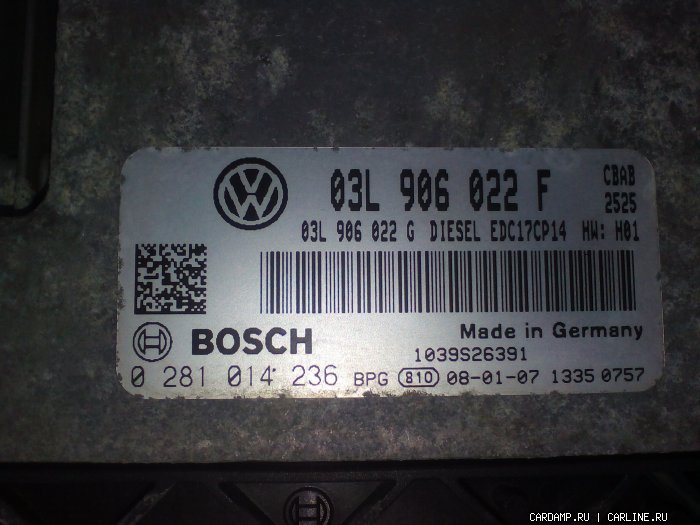 03L 906 022 F
CBAB
2525
03L 906 022 G DIESEL EDC17CP14 HW: H01
BOSCH
Made in Germany
1039S26391
0 281 014 236 BPG 810 08-01-07 1335 0757
CARDAMP.RU | CARLINE.RU